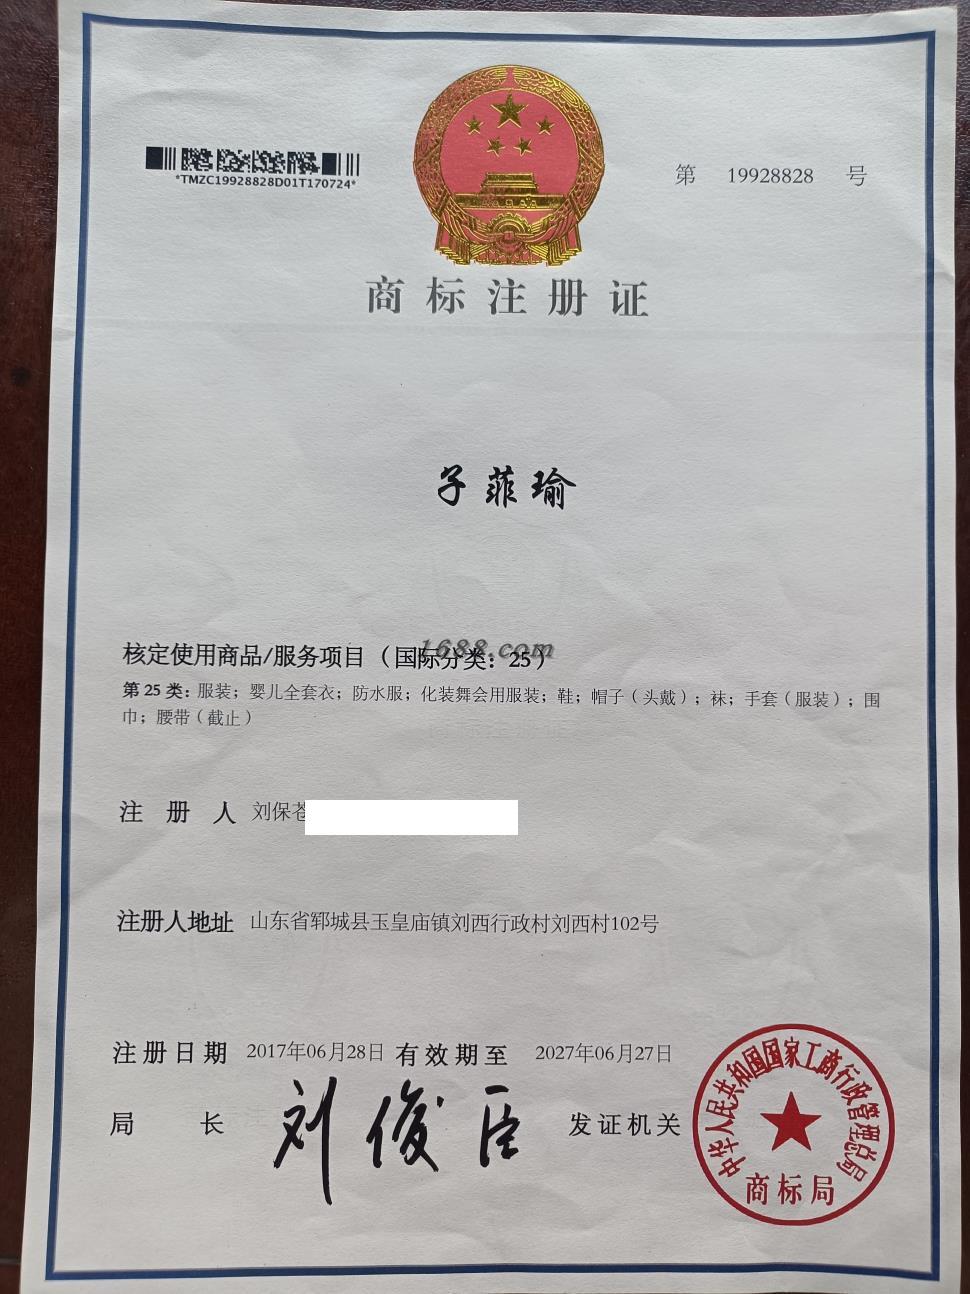 *TMZC19928828D01T170724*
第 19928828 号
商标注册证
子菲瑜
1688.com
核定使用商品/服务项目（国际分类：25）
第 25 类：服装；婴儿全套衣；防水服；化装舞会用服装；鞋；帽子（头戴）；袜；手套（服装）；围
巾；腰带（截止）
注册人 刘保苍
注册人地址 山东省郓城县玉皇庙镇刘西行政村刘西村102号
注册日期 2017年06月28日 有效期至 2027年06月27日
局长 刘俊臣 发证机关
中华人民共和国国家工商行政管理总局
商标局